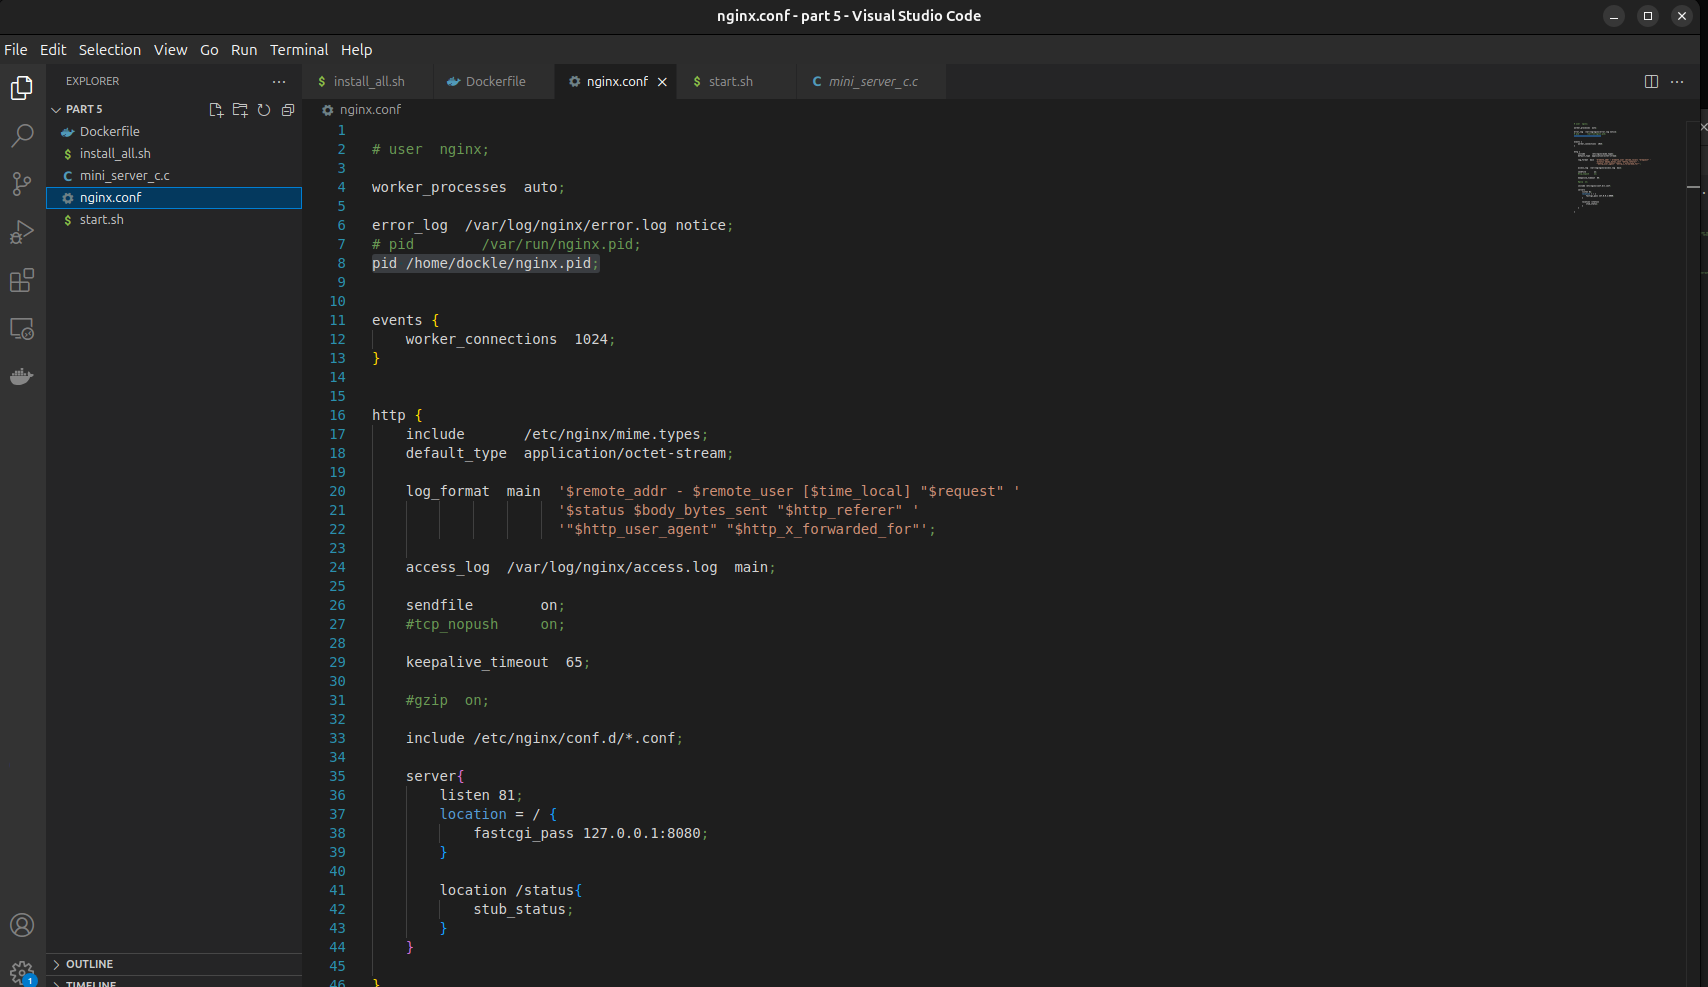 nginx.conf - part 5 - Visual Studio Code
File Edit Selection View Go Run Terminal Help
EXPLORER
PART 5
Dockerfile
install_all.sh
mini_server_c.c
nginx.conf
start.sh
OUTLINE
TIMELINE
1
install_all.sh Dockerfile nginx.conf start.sh mini_server_c.c
nginx.conf
1
2 # user  nginx;
3
4 worker_processes  auto;
5
6 error_log  /var/log/nginx/error.log notice;
7 # pid        /var/run/nginx.pid;
8 pid /home/dockle/nginx.pid;
9
10
11 events {
12     worker_connections  1024;
13 }
14
15
16 http {
17     include       /etc/nginx/mime.types;
18     default_type  application/octet-stream;
19
20     log_format  main  '$remote_addr - $remote_user [$time_local] "$request" '
21                       '$status $body_bytes_sent "$http_referer" '
22                       '"$http_user_agent" "$http_x_forwarded_for"';
23
24     access_log  /var/log/nginx/access.log  main;
25
26     sendfile        on;
27     #tcp_nopush     on;
28
29     keepalive_timeout  65;
30
31     #gzip  on;
32
33     include /etc/nginx/conf.d/*.conf;
34
35     server{
36         listen 81;
37         location = / {
38             fastcgi_pass 127.0.0.1:8080;
39         }
40
41         location /status{
42             stub_status;
43         }
44     }
45
46 }